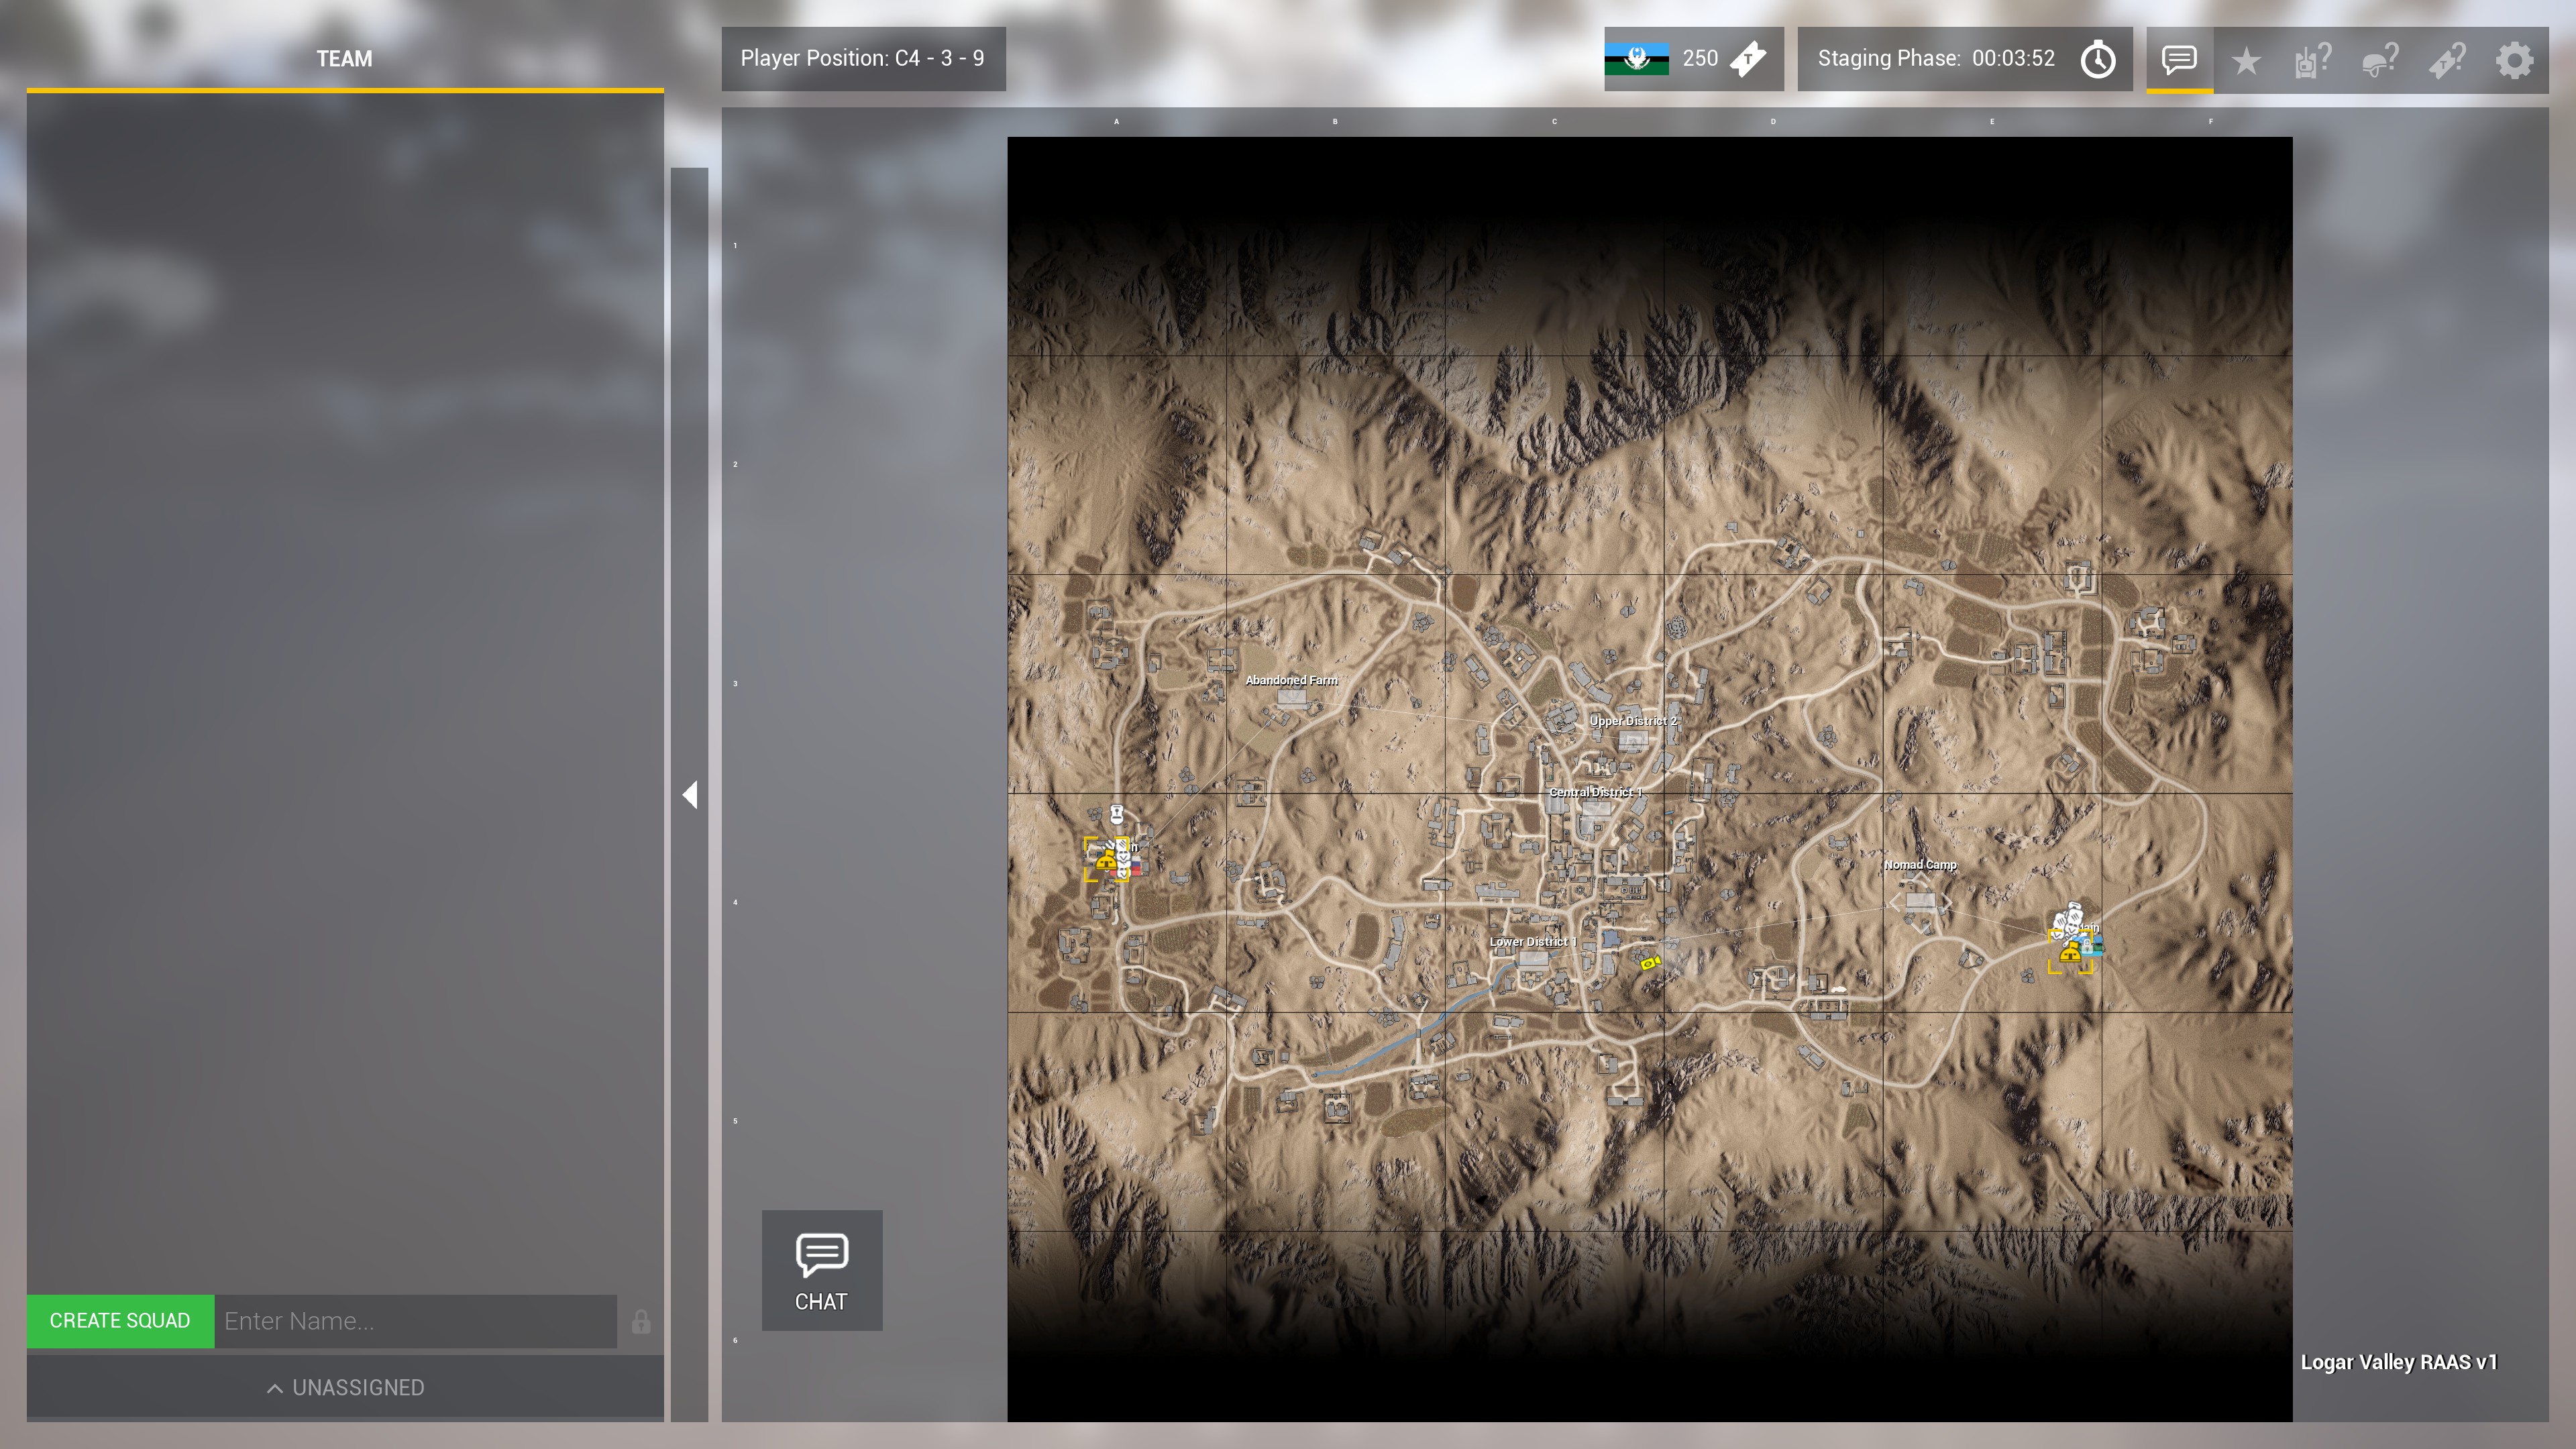 TEAM
Player Position: C4 - 3 - 9
250
T
Staging Phase: 00:03:52
A B C D E F
1
2
3
4
5
6
Abandoned Farm
Upper District 2
Central District 1
Nomad Camp
Lower District 1
CHAT
CREATE SQUAD
Enter Name...
UNASSIGNED
Logar Valley RAAS v1